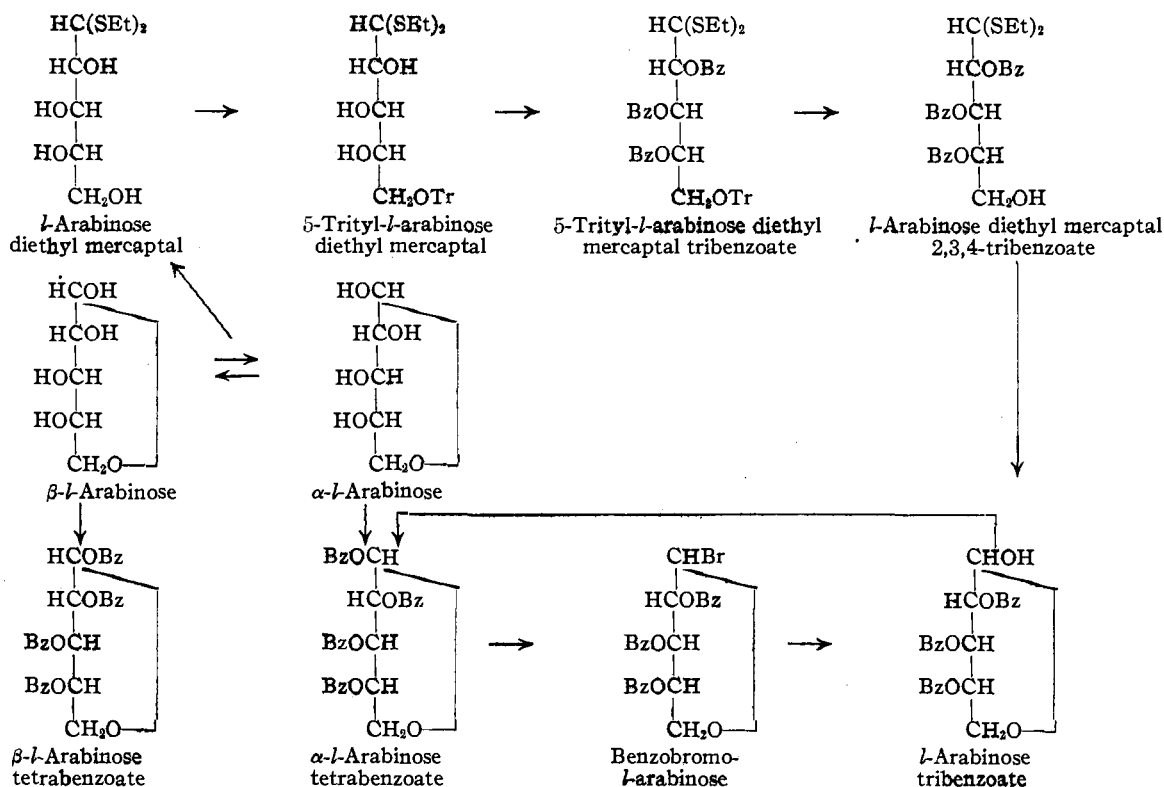 HC(SEt)₂
HCOH
HOCH
HOCH
CH₂OH
l-Arabinose
diethyl mercaptal
HC(SEt)₂
HCOH
HOCH
HOCH
CH₂OTr
5-Trityl-l-arabinose
diethyl mercaptal
HC(SEt)₂
HCOBz
BzOCH
BzOCH
CH₂OTr
5-Trityl-l-arabinose diethyl
mercaptal tribenzoate
HC(SEt)₂
HCOBz
BzOCH
BzOCH
CH₂OH
l-Arabinose diethyl mercaptal
2,3,4-tribenzoate
HCOH
HCOH
HOCH
HOCH
CH₂O
β-l-Arabinose
HOCH
HCOH
HOCH
HOCH
CH₂O
α-l-Arabinose
HCOBz
HCOBz
BzOCH
BzOCH
CH₂O
β-l-Arabinose
tetrabenzoate
BzOCH
HCOBz
BzOCH
BzOCH
CH₂O
α-l-Arabinose
tetrabenzoate
CHBr
HCOBz
BzOCH
BzOCH
CH₂O
Benzobromo-
l-arabinose
CHOH
HCOBz
BzOCH
BzOCH
CH₂O
l-Arabinose
tribenzoate